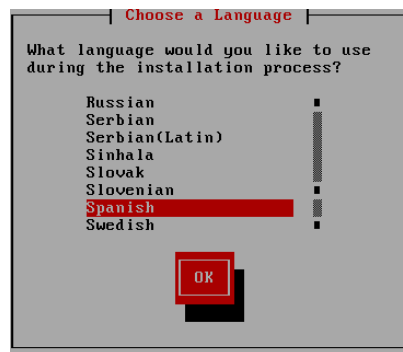 Choose a Language
What language would you like to use
during the installation process?
Russian
Serbian
Serbian(Latin)
Sinhala
Slovak
Slovenian
Spanish
Swedish
OK